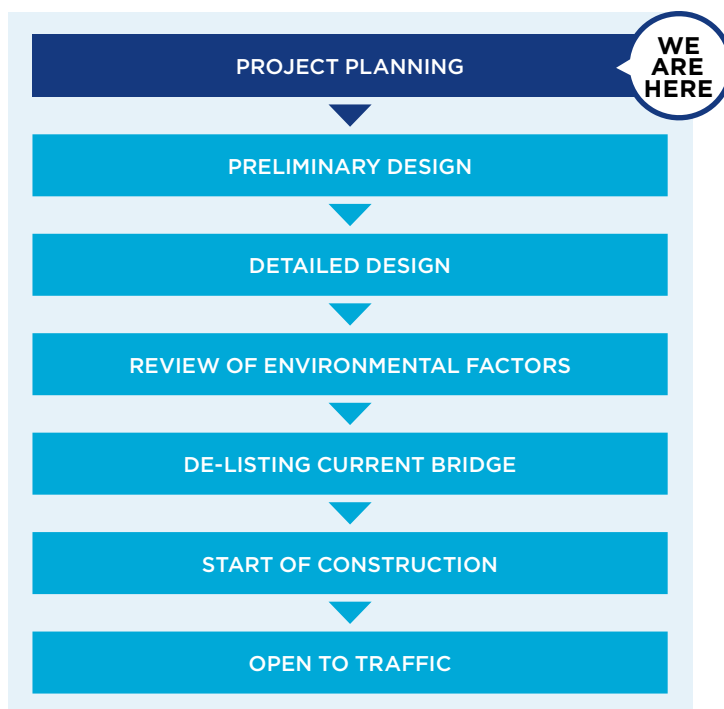 PROJECT PLANNING
WE
ARE
HERE
PRELIMINARY DESIGN
DETAILED DESIGN
REVIEW OF ENVIRONMENTAL FACTORS
DE-LISTING CURRENT BRIDGE
START OF CONSTRUCTION
OPEN TO TRAFFIC